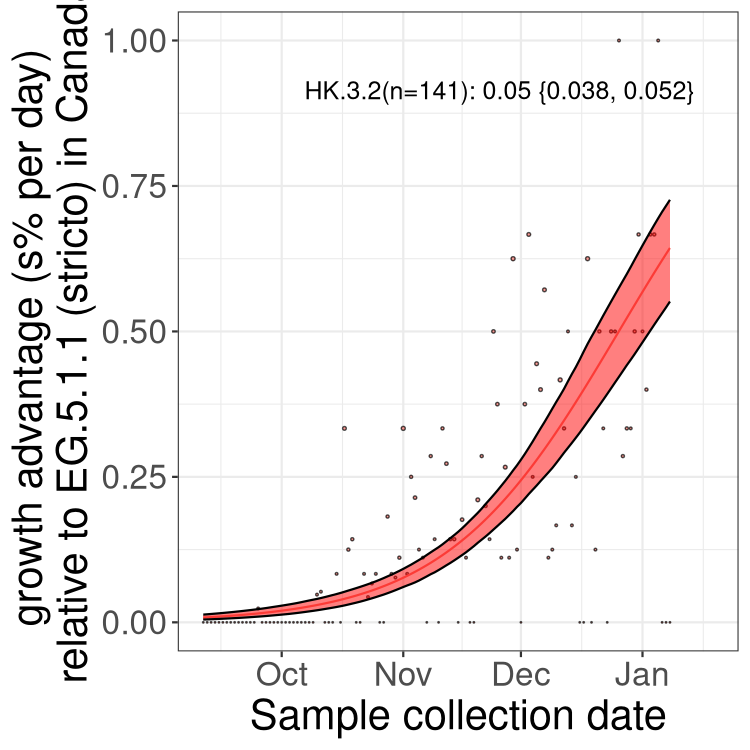 growth advantage (s% per day)
relative to EG.5.1.1 (stricto) in Canada
1.00
0.75
0.50
0.25
0.00
HK.3.2(n=141): 0.05 {0.038, 0.052}
Oct Nov Dec Jan
Sample collection date